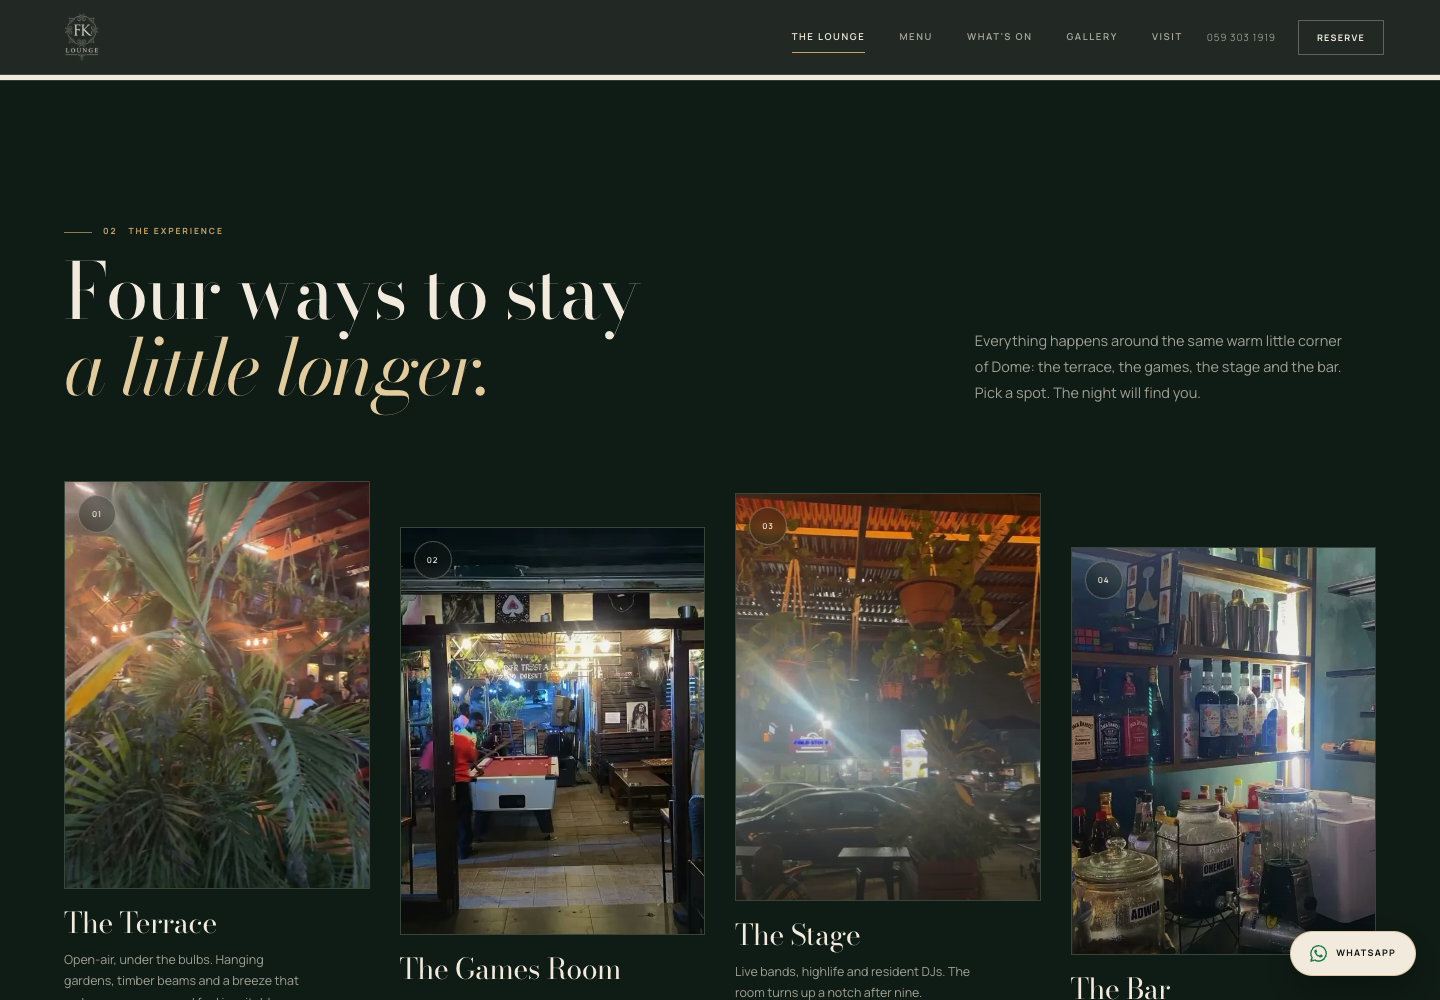 FK
LOUNGE
THE LOUNGE
MENU
WHAT'S ON
GALLERY
VISIT
059 303 1919
RESERVE
02 THE EXPERIENCE
Four ways to stay
a little longer.
Everything happens around the same warm little corner
of Dome: the terrace, the games, the stage and the bar.
Pick a spot. The night will find you.
01
02
03
04
OHENEBA
ADWOA
The Terrace
Open-air, under the bulbs. Hanging
gardens, timber beams and a breeze that
The Games Room
The Stage
Live bands, highlife and resident DJs. The
room turns up a notch after nine.
The Bar
WHATSAPP